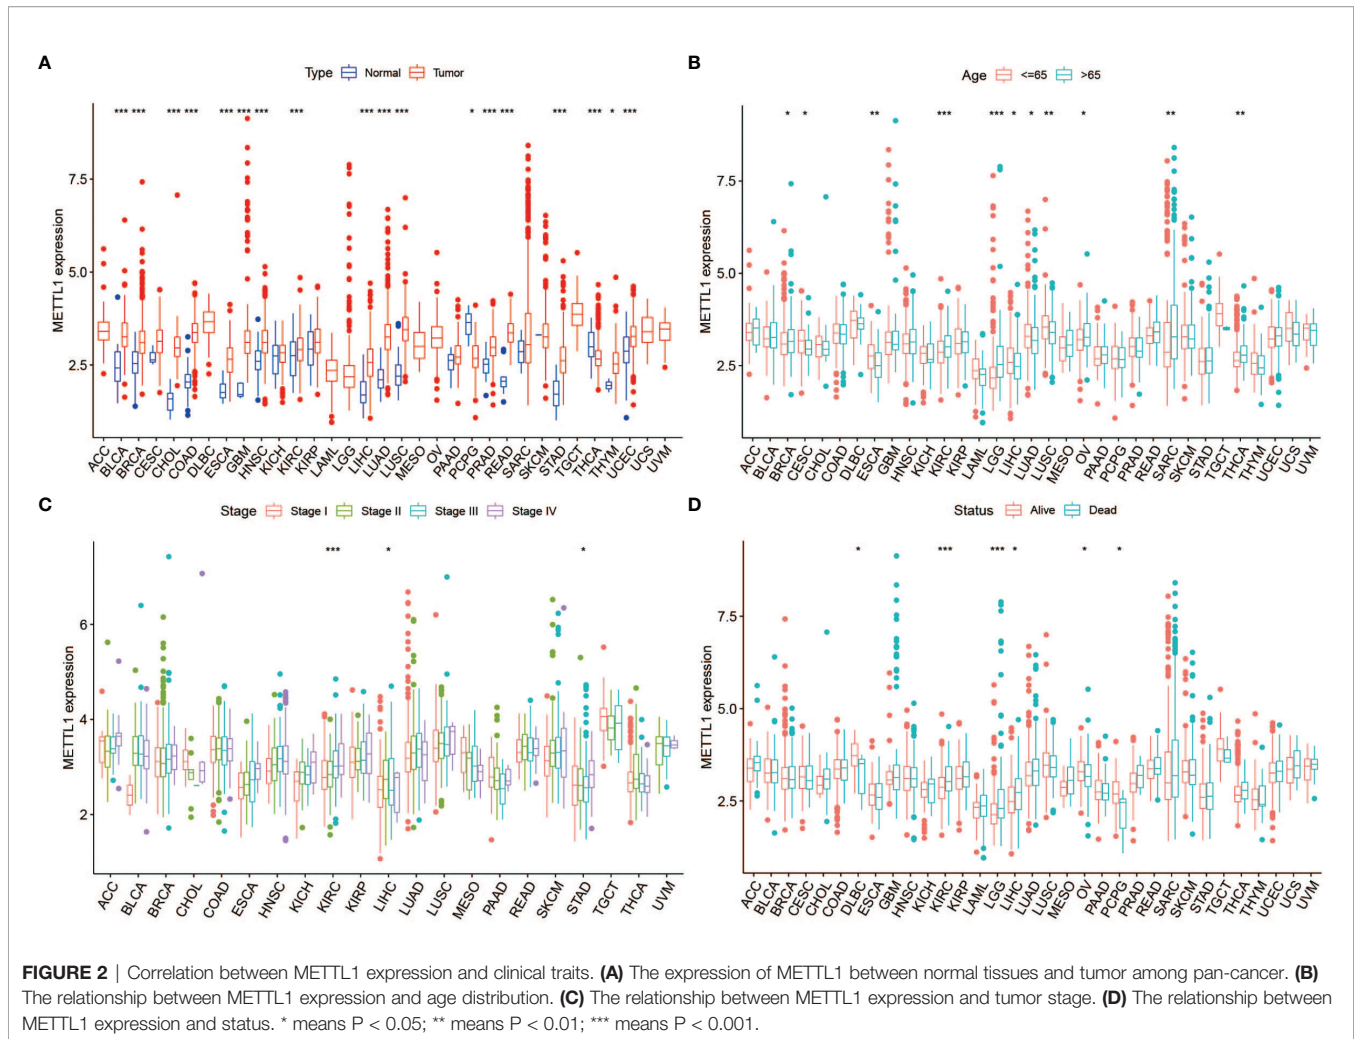 A
Type Normal Tumor
*** *** *** *** *** *** *** *** *** *** *** * *** *** *** *** * ***
METTL1 expression
7.5
5.0
2.5
ACC BLCA BRCA CESC CHOL COAD DLBC ESCA GBM HNSC KICH KIRC KIRP LAML LGG LIHC LUAD LUSC MESO OV PAAD PCPG PRAD READ SARC SKCM STAD TGCT THCA THYM UCEC UCS UVM
B
Age <=65 >65
* * ** *** *** * * ** * ** **
METTL1 expression
7.5
5.0
2.5
ACC BLCA BRCA CESC CHOL COAD DLBC ESCA GBM HNSC KICH KIRC KIRP LAML LGG LIHC LUAD LUSC MESO OV PAAD PCPG PRAD READ SARC SKCM STAD TGCT THCA THYM UCEC UCS UVM
C
Stage Stage I Stage II Stage III Stage IV
*** * *
METTL1 expression
6
4
2
ACC BLCA BRCA CHOL COAD ESCA HNSC KICH KIRC KIRP LIHC LUAD LUSC MESO PAAD READ SKCM STAD TGCT THCA UVM
D
Status Alive Dead
* *** *** * * *
METTL1 expression
7.5
5.0
2.5
ACC BLCA BRCA CESC CHOL COAD DLBC ESCA GBM HNSC KICH KIRC KIRP LAML LGG LIHC LUAD LUSC MESO OV PAAD PCPG PRAD READ SARC SKCM STAD TGCT THCA THYM UCEC UCS UVM
FIGURE 2 | Correlation between METTL1 expression and clinical traits. (A) The expression of METTL1 between normal tissues and tumor among pan-cancer. (B)
The relationship between METTL1 expression and age distribution. (C) The relationship between METTL1 expression and tumor stage. (D) The relationship between
METTL1 expression and status. * means P < 0.05; ** means P < 0.01; *** means P < 0.001.